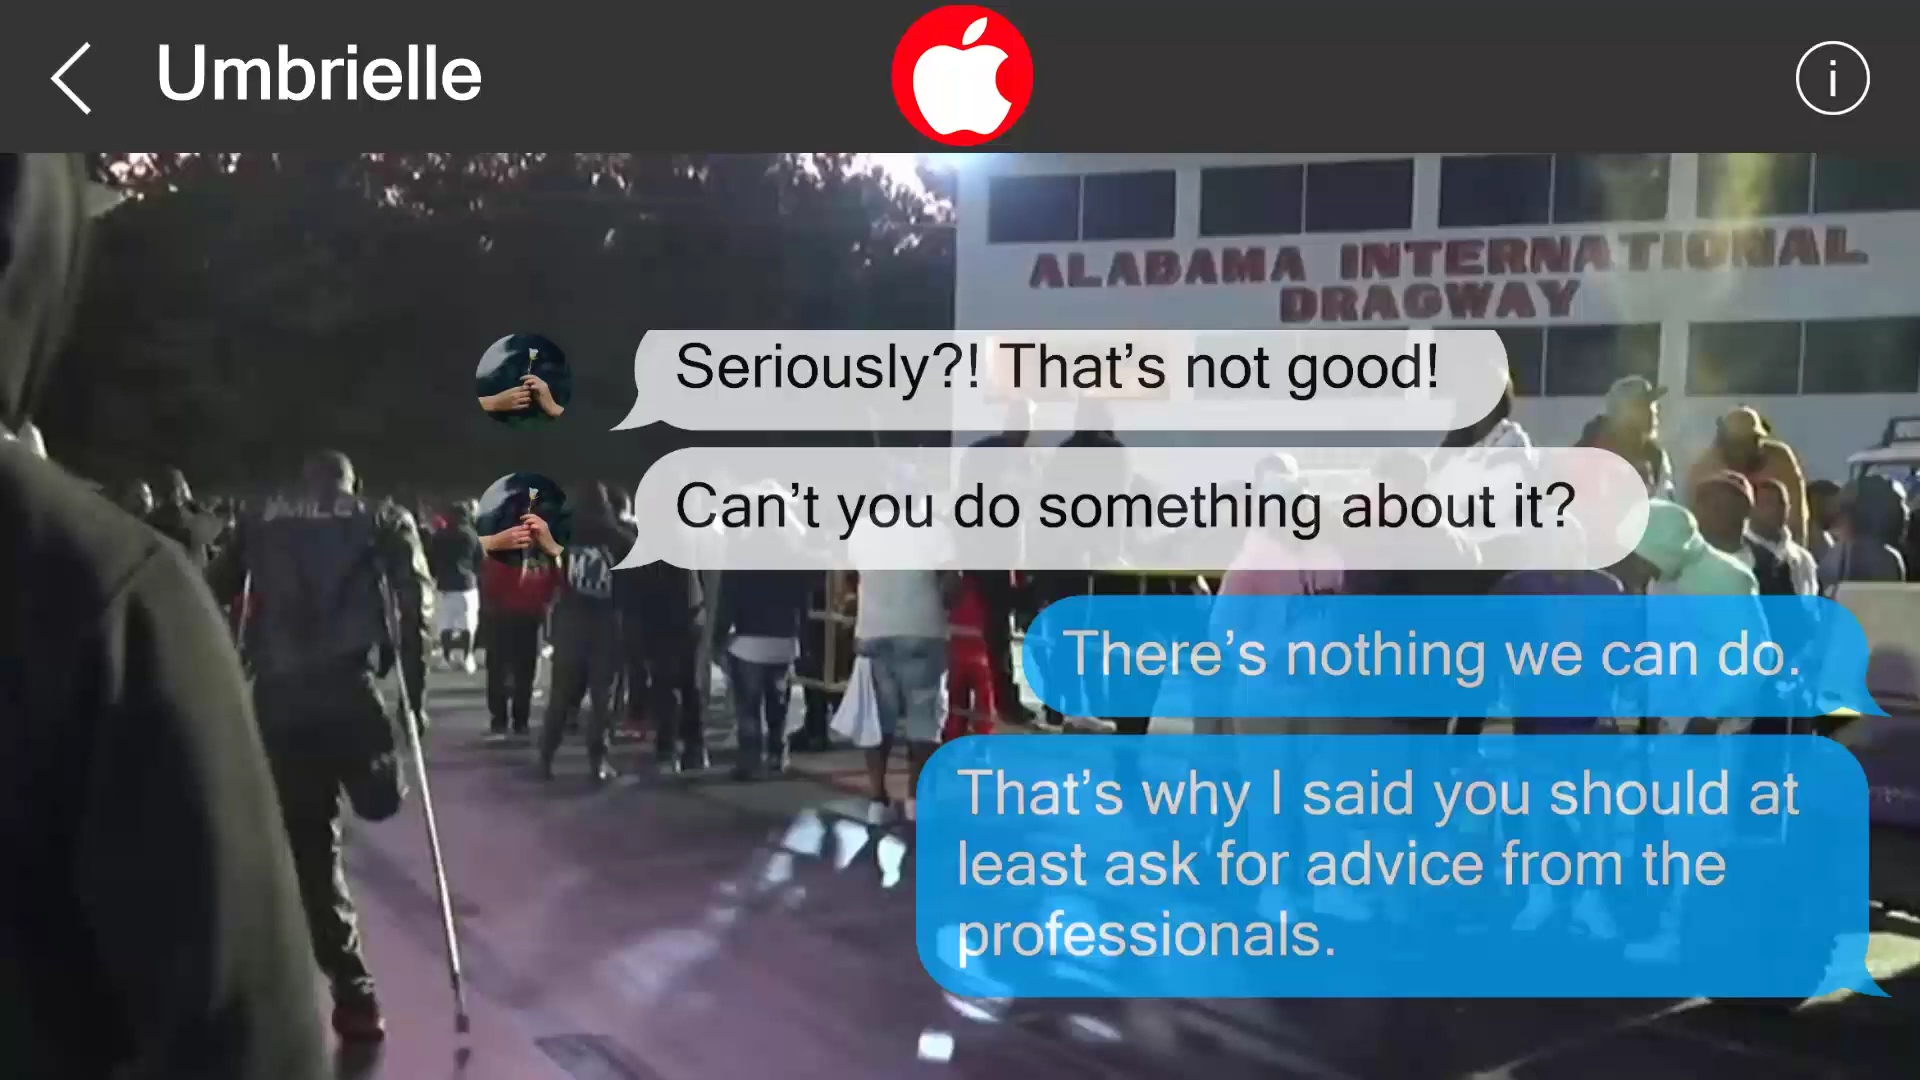 Umbrielle
i
ALABAMA INTERNATIONAL
DRAGWAY
Seriously?! That’s not good!
Can’t you do something about it?
There’s nothing we can do.
That’s why I said you should at
least ask for advice from the
professionals.